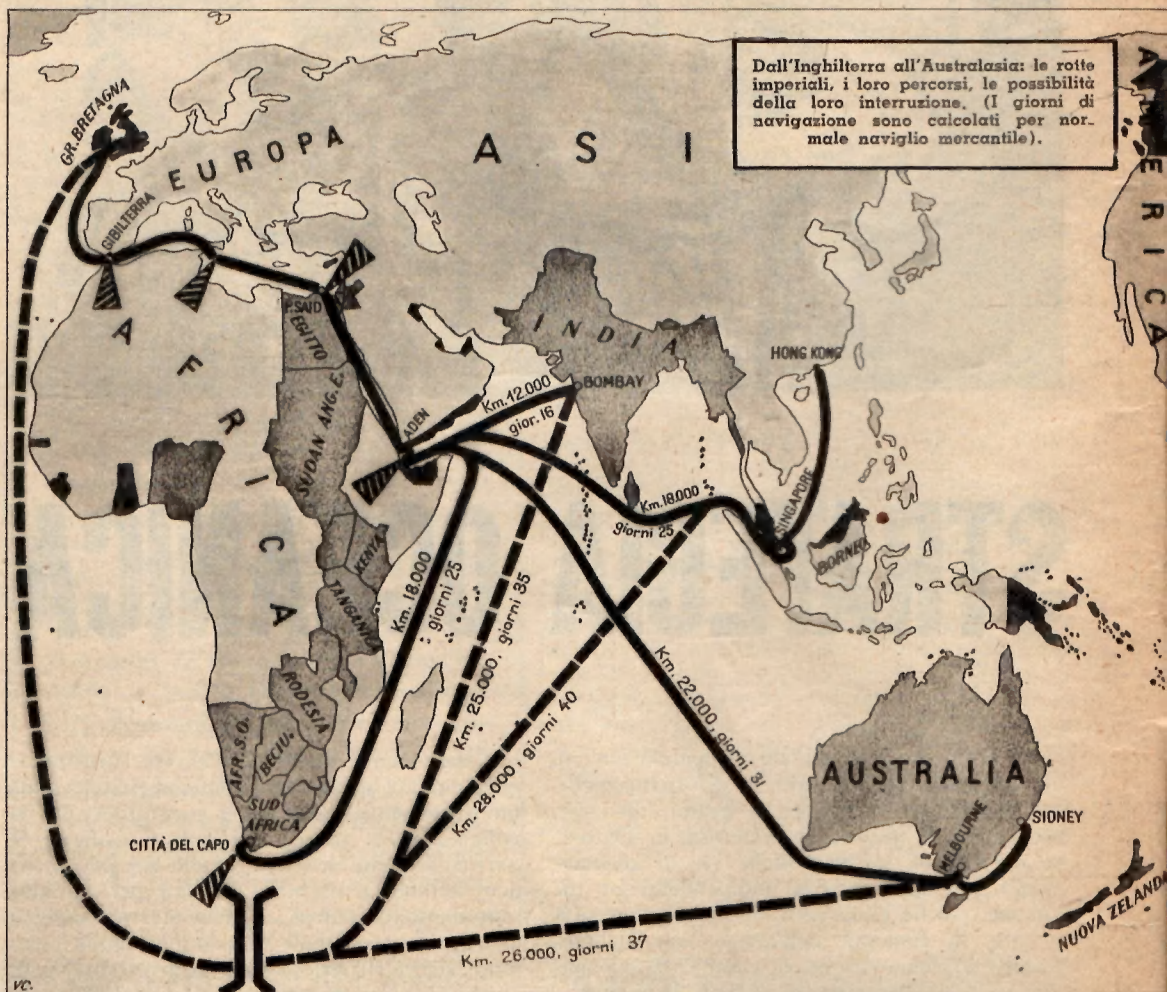 Dall'Inghilterra all'Australasia: le rotte
imperiali, i loro percorsi, le possibilità
della loro interruzione. (I giorni di
navigazione sono calcolati per nor-
male naviglio mercantile).
GR. BRETAGNA
EUROPA
ASI
AMERICA
GIBILTERRA
P. SAID
EGITTO
AFRICA
SUDAN ANG. E.
ADEN
INDIA
BOMBAY
HONG KONG
Km. 12.000
gior. 16
Km. 18.000
giorni 25
SINGAPORE
BORNEO
KENYA
TANGANICA
Km. 18.000
giorni 25
Km. 25.000, giorni 35
Km. 28.000, giorni 40
Km. 22.000, giorni 31
RODESIA
AFR. S.O.
BECIU.
SUD
AFRICA
CITTÀ DEL CAPO
AUSTRALIA
MELBOURNE
SIDNEY
NUOVA ZELANDA
Km. 26.000, giorni 37
VC.